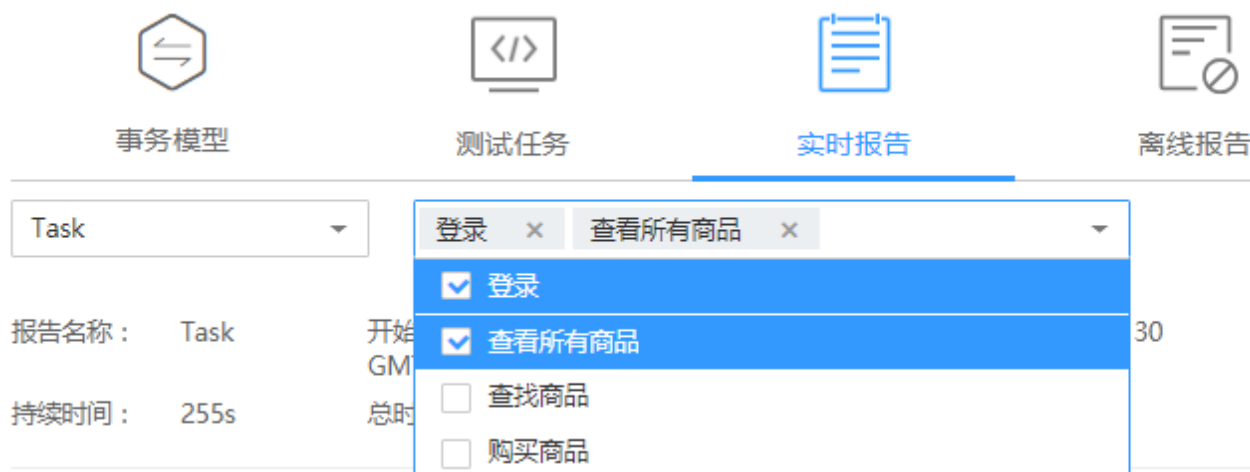 事务模型
测试任务
实时报告
离线报告
Task
登录 × 查看所有商品 ×
登录
查看所有商品
查找商品
购买商品
报告名称： Task 开始 30
GM
持续时间： 255s 总时